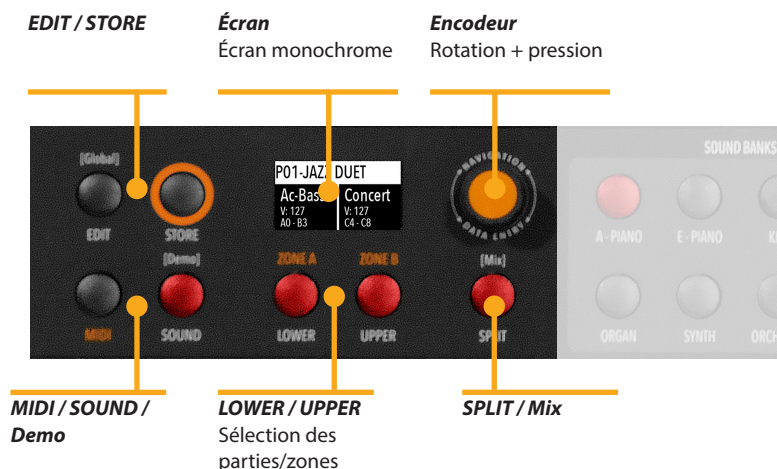 EDIT / STORE
Écran
Écran monochrome
Encodeur
Rotation + pression
[Global]
EDIT
STORE
P01-JAZZ DUET
Ac-Bass Concert
V: 127 V: 127
A0 - B3 C4 - C8
NAVIGATION
DATA ENTRY
SOUND BANKS
A - PIANO
E - PIANO
MIDI
[Demo]
SOUND
ZONE A
LOWER
ZONE B
UPPER
[Mix]
SPLIT
ORGAN
SYNTH
MIDI / SOUND /
Demo
LOWER / UPPER
Sélection des
parties/zones
SPLIT / Mix